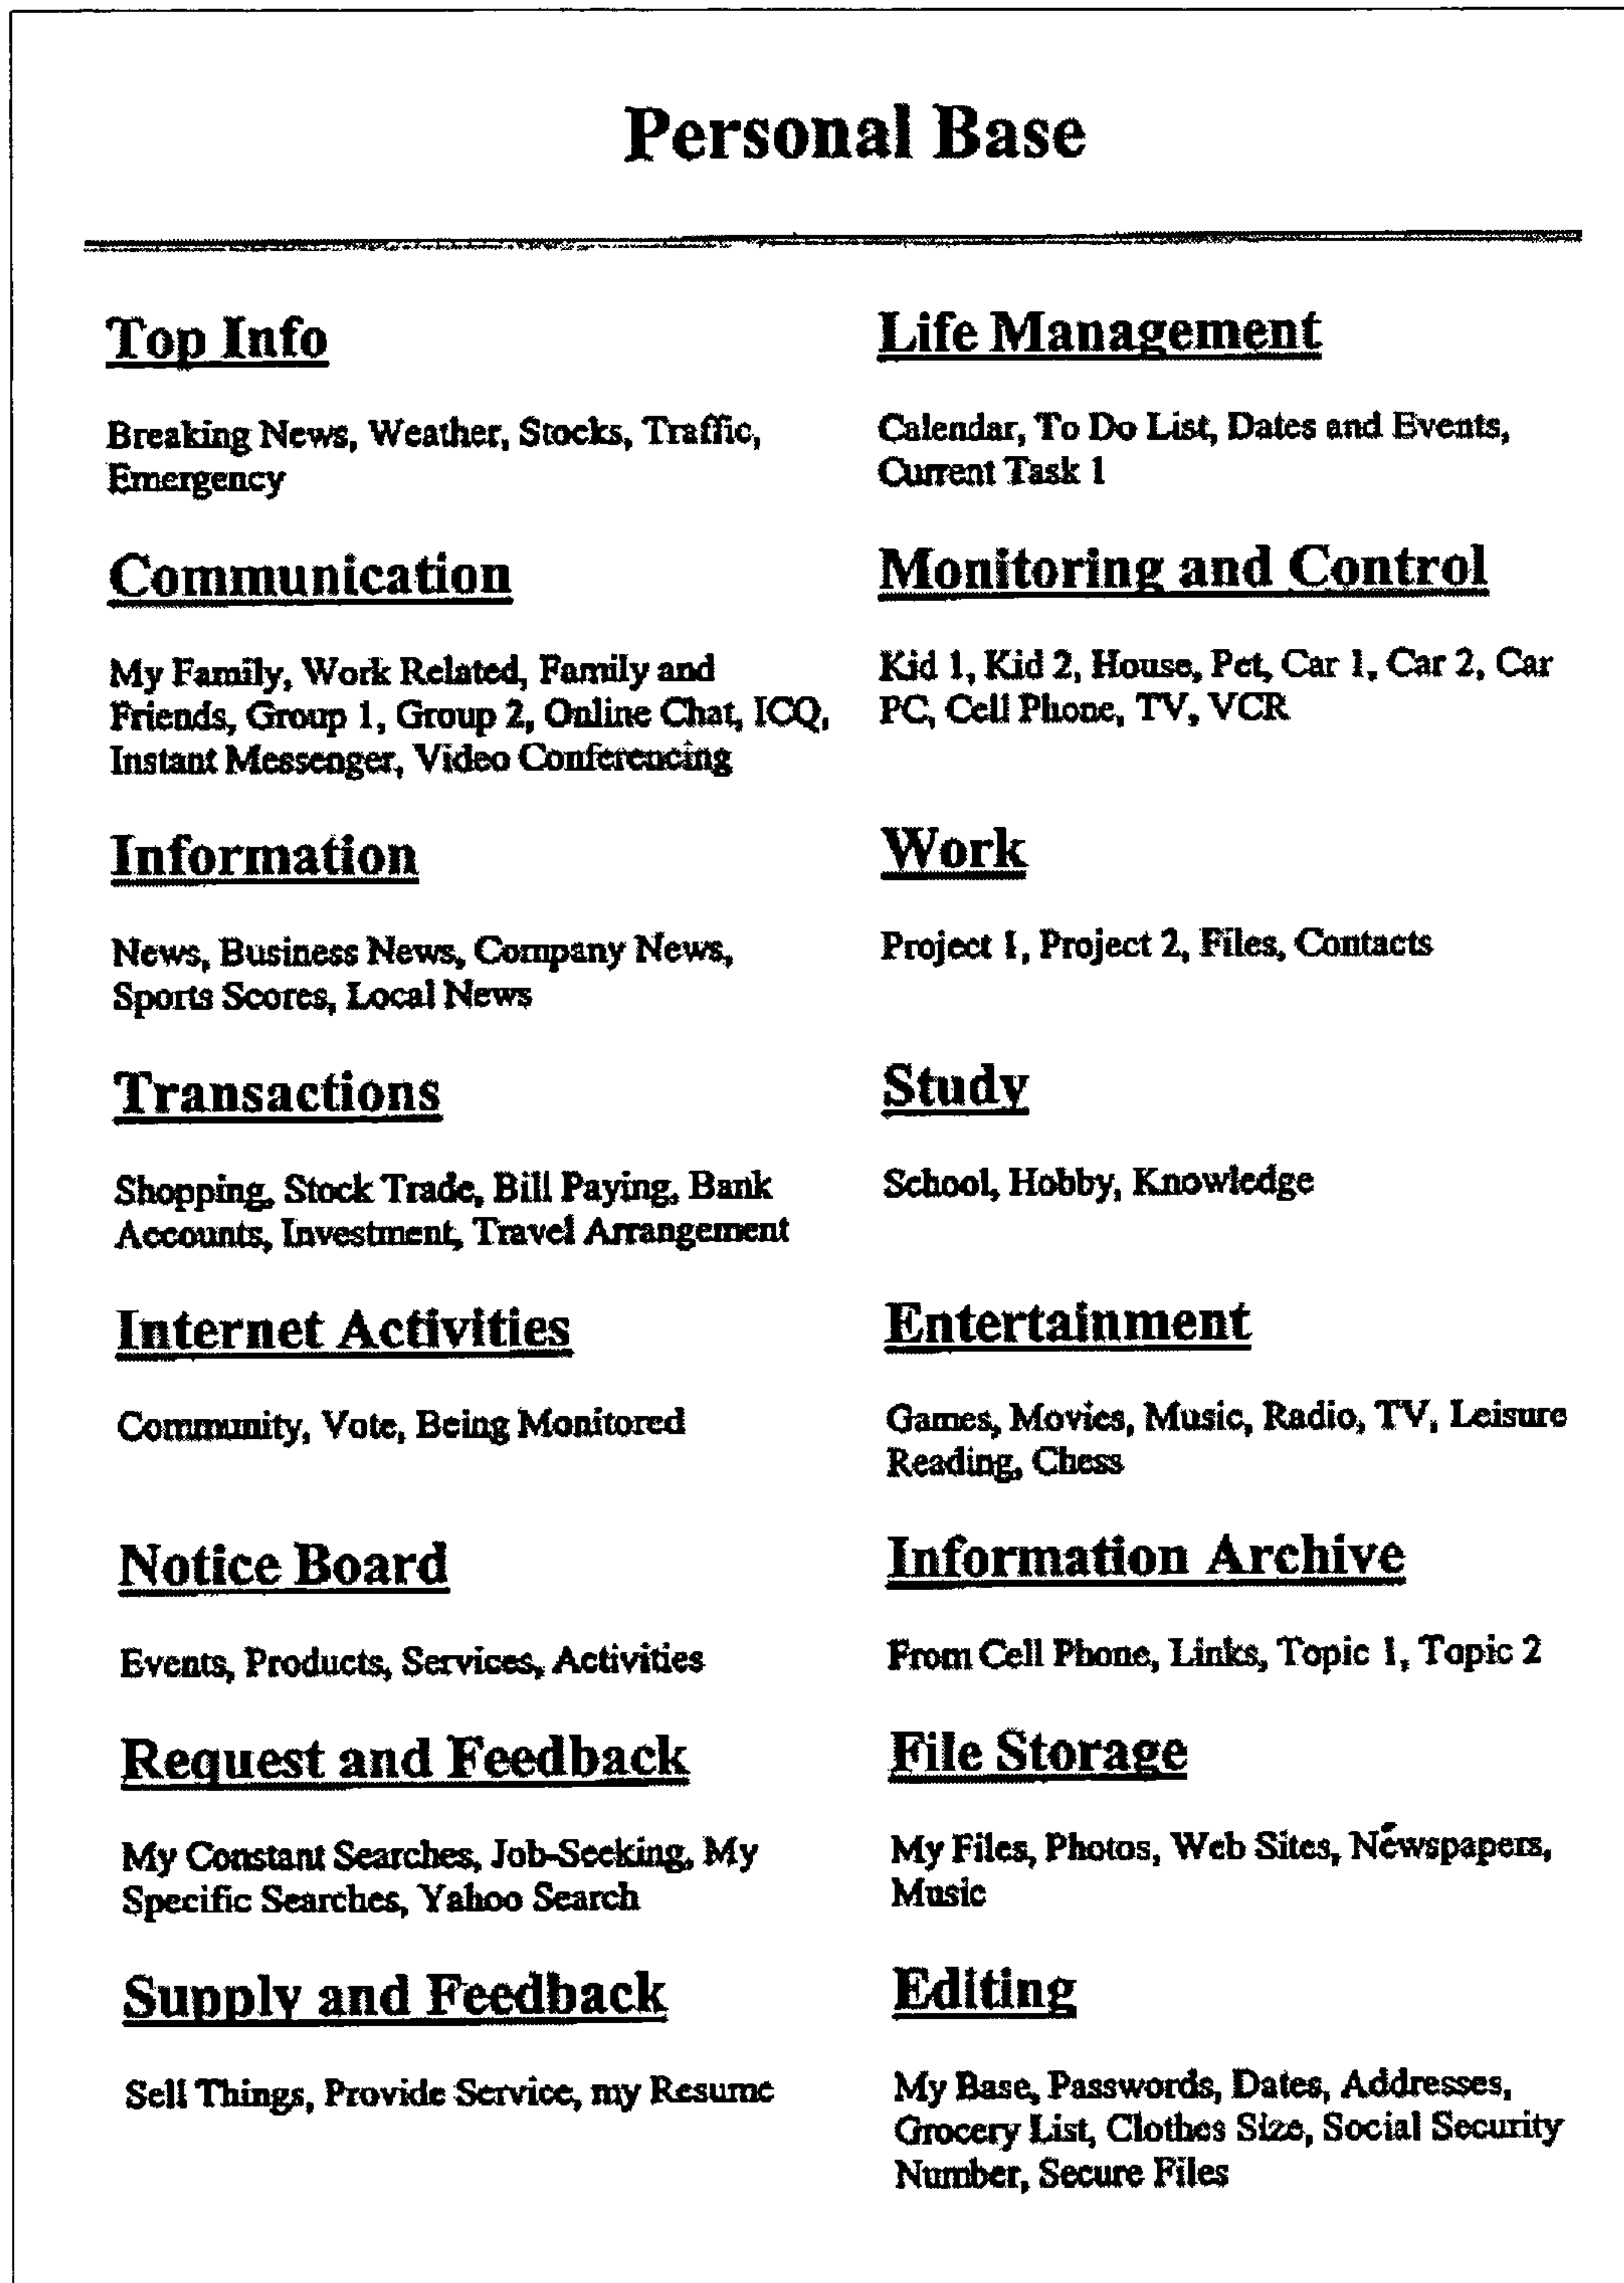 Personal Base
Top Info
Breaking News, Weather, Stocks, Traffic,
Emergency
Communication
My Family, Work Related, Family and
Friends, Group 1, Group 2, Online Chat, ICQ,
Instant Messenger, Video Conferencing
Information
News, Business News, Company News,
Sports Scores, Local News
Transactions
Shopping, Stock Trade, Bill Paying, Bank
Accounts, Investment, Travel Arrangement
Internet Activities
Community, Vote, Being Monitored
Notice Board
Events, Products, Services, Activities
Request and Feedback
My Constant Searches, Job-Seeking, My
Specific Searches, Yahoo Search
Supply and Feedback
Sell Things, Provide Service, my Resume
Life Management
Calendar, To Do List, Dates and Events,
Current Task 1
Monitoring and Control
Kid 1, Kid 2, House, Pet, Car 1, Car 2, Car
PC, Cell Phone, TV, VCR
Work
Project 1, Project 2, Files, Contacts
Study
School, Hobby, Knowledge
Entertainment
Games, Movies, Music, Radio, TV, Leisure
Reading, Chess
Information Archive
From Cell Phone, Links, Topic 1, Topic 2
File Storage
My Files, Photos, Web Sites, Newspapers,
Music
Editing
My Base, Passwords, Dates, Addresses,
Grocery List, Clothes Size, Social Security
Number, Secure Files